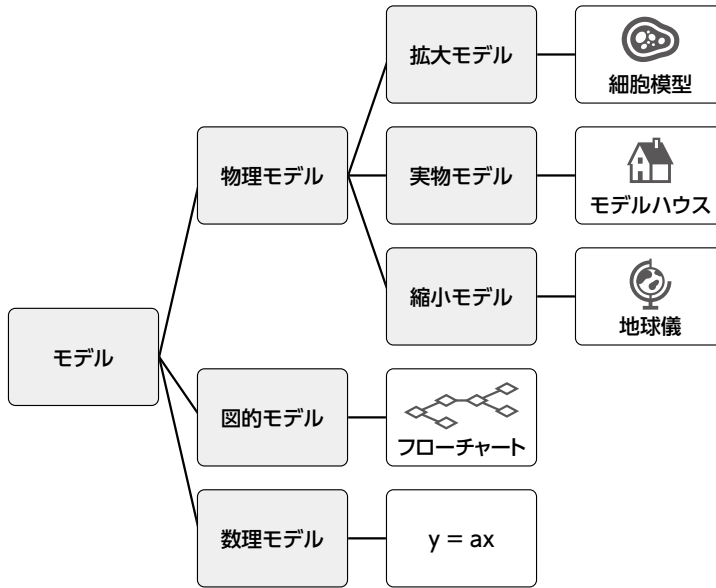 拡大モデル
細胞模型
物理モデル
実物モデル
モデルハウス
縮小モデル
地球儀
モデル
図的モデル
フローチャート
数理モデル
y = ax